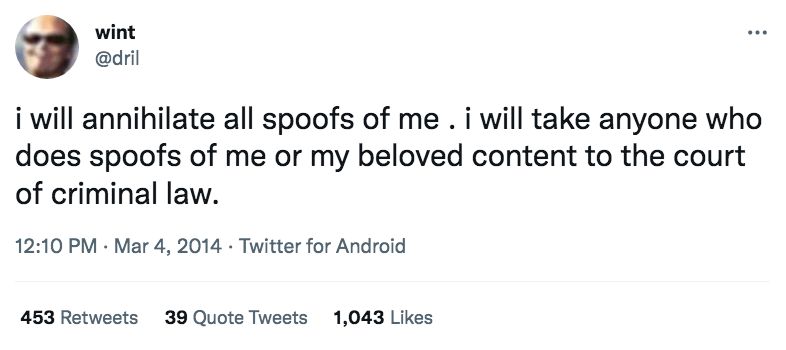 wint
@dril
i will annihilate all spoofs of me . i will take anyone who
does spoofs of me or my beloved content to the court
of criminal law.
12:10 PM · Mar 4, 2014 · Twitter for Android
453 Retweets 39 Quote Tweets 1,043 Likes